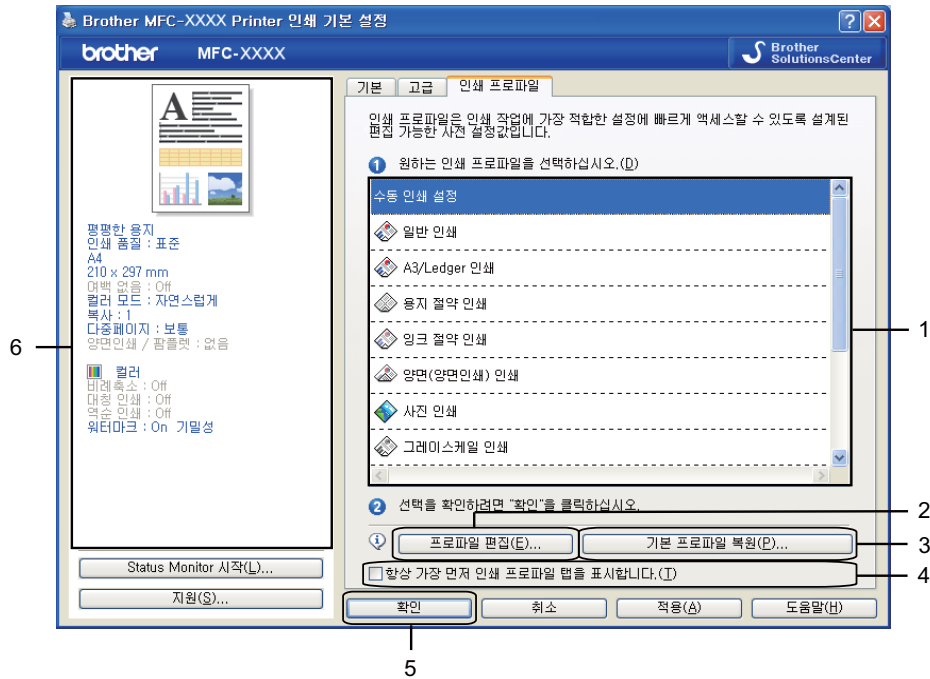 Brother MFC-XXXX Printer 인쇄 기본 설정
brother MFC-XXXX
Brother
SolutionsCenter
A
평평한 용지
인쇄 품질 : 표준
A4
210 x 297 mm
여백 없음 : Off
컬러 모드 : 자연스럽게
복사 : 1
다중페이지 : 보통
양면인쇄 / 팜플렛 : 없음
컬러
비례축소 : Off
대칭 인쇄 : Off
역순 인쇄 : Off
워터마크 : On 기밀성
Status Monitor 시작(L)...
지원(S)...
기본 고급 인쇄 프로파일
인쇄 프로파일은 인쇄 작업에 가장 적합한 설정에 빠르게 액세스할 수 있도록 설계된
편집 가능한 사전 설정값입니다.
1 원하는 인쇄 프로파일을 선택하십시오.(D)
수동 인쇄 설정
일반 인쇄
A3/Ledger 인쇄
용지 절약 인쇄
잉크 절약 인쇄
양면(양면인쇄) 인쇄
사진 인쇄
그레이스케일 인쇄
2 선택을 확인하려면 "확인"을 클릭하십시오.
프로파일 편집(E)... 기본 프로파일 복원(P)...
항상 가장 먼저 인쇄 프로파일 탭을 표시합니다.(T)
확인 취소 적용(A) 도움말(H)
1
2
3
4
5
6